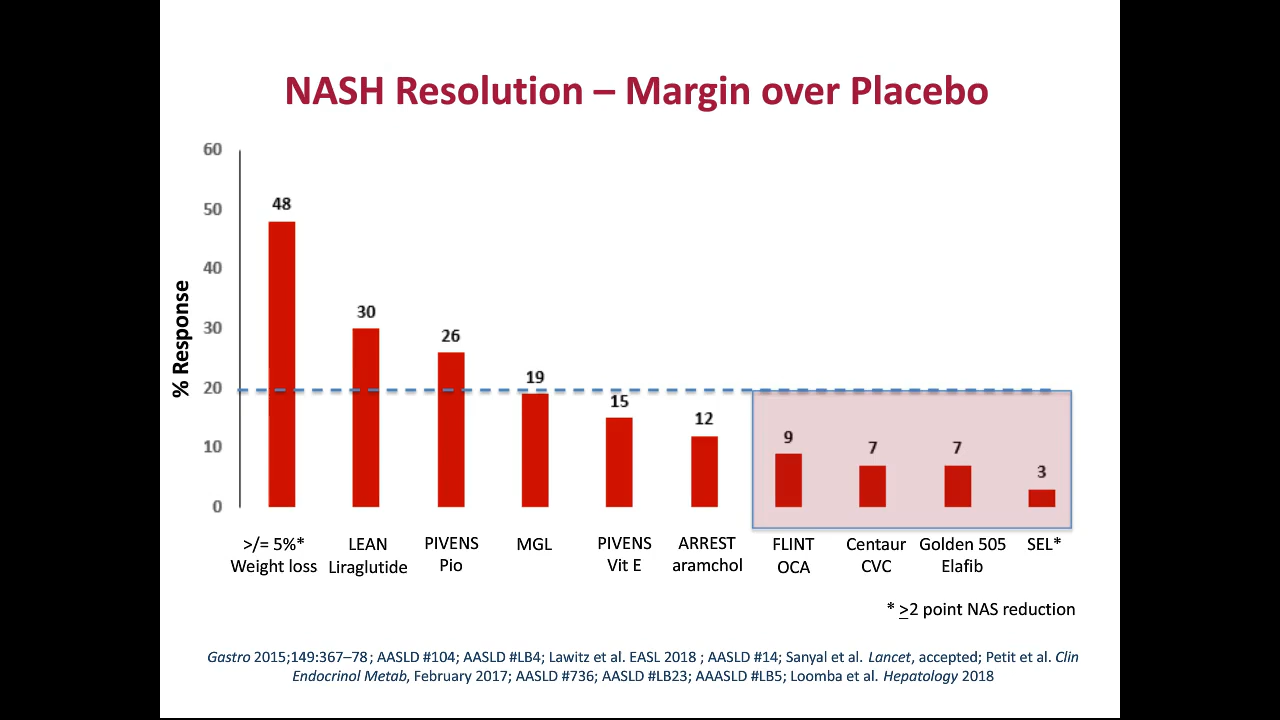 NASH Resolution – Margin over Placebo
% Response
60
50
40
30
20
10
0
48
30
26
19
15
12
9
7
7
3
>/= 5%*
Weight loss
LEAN
Liraglutide
PIVENS
Pio
MGL
PIVENS
Vit E
ARREST
aramchol
FLINT
OCA
Centaur
CVC
Golden 505
Elafib
SEL*
* >2 point NAS reduction
Gastro 2015;149:367–78; AASLD #104; AASLD #LB4; Lawitz et al. EASL 2018 ; AASLD #14; Sanyal et al. Lancet, accepted; Petit et al. Clin
Endocrinol Metab, February 2017; AASLD #736; AASLD #LB23; AAASLD #LB5; Loomba et al. Hepatology 2018